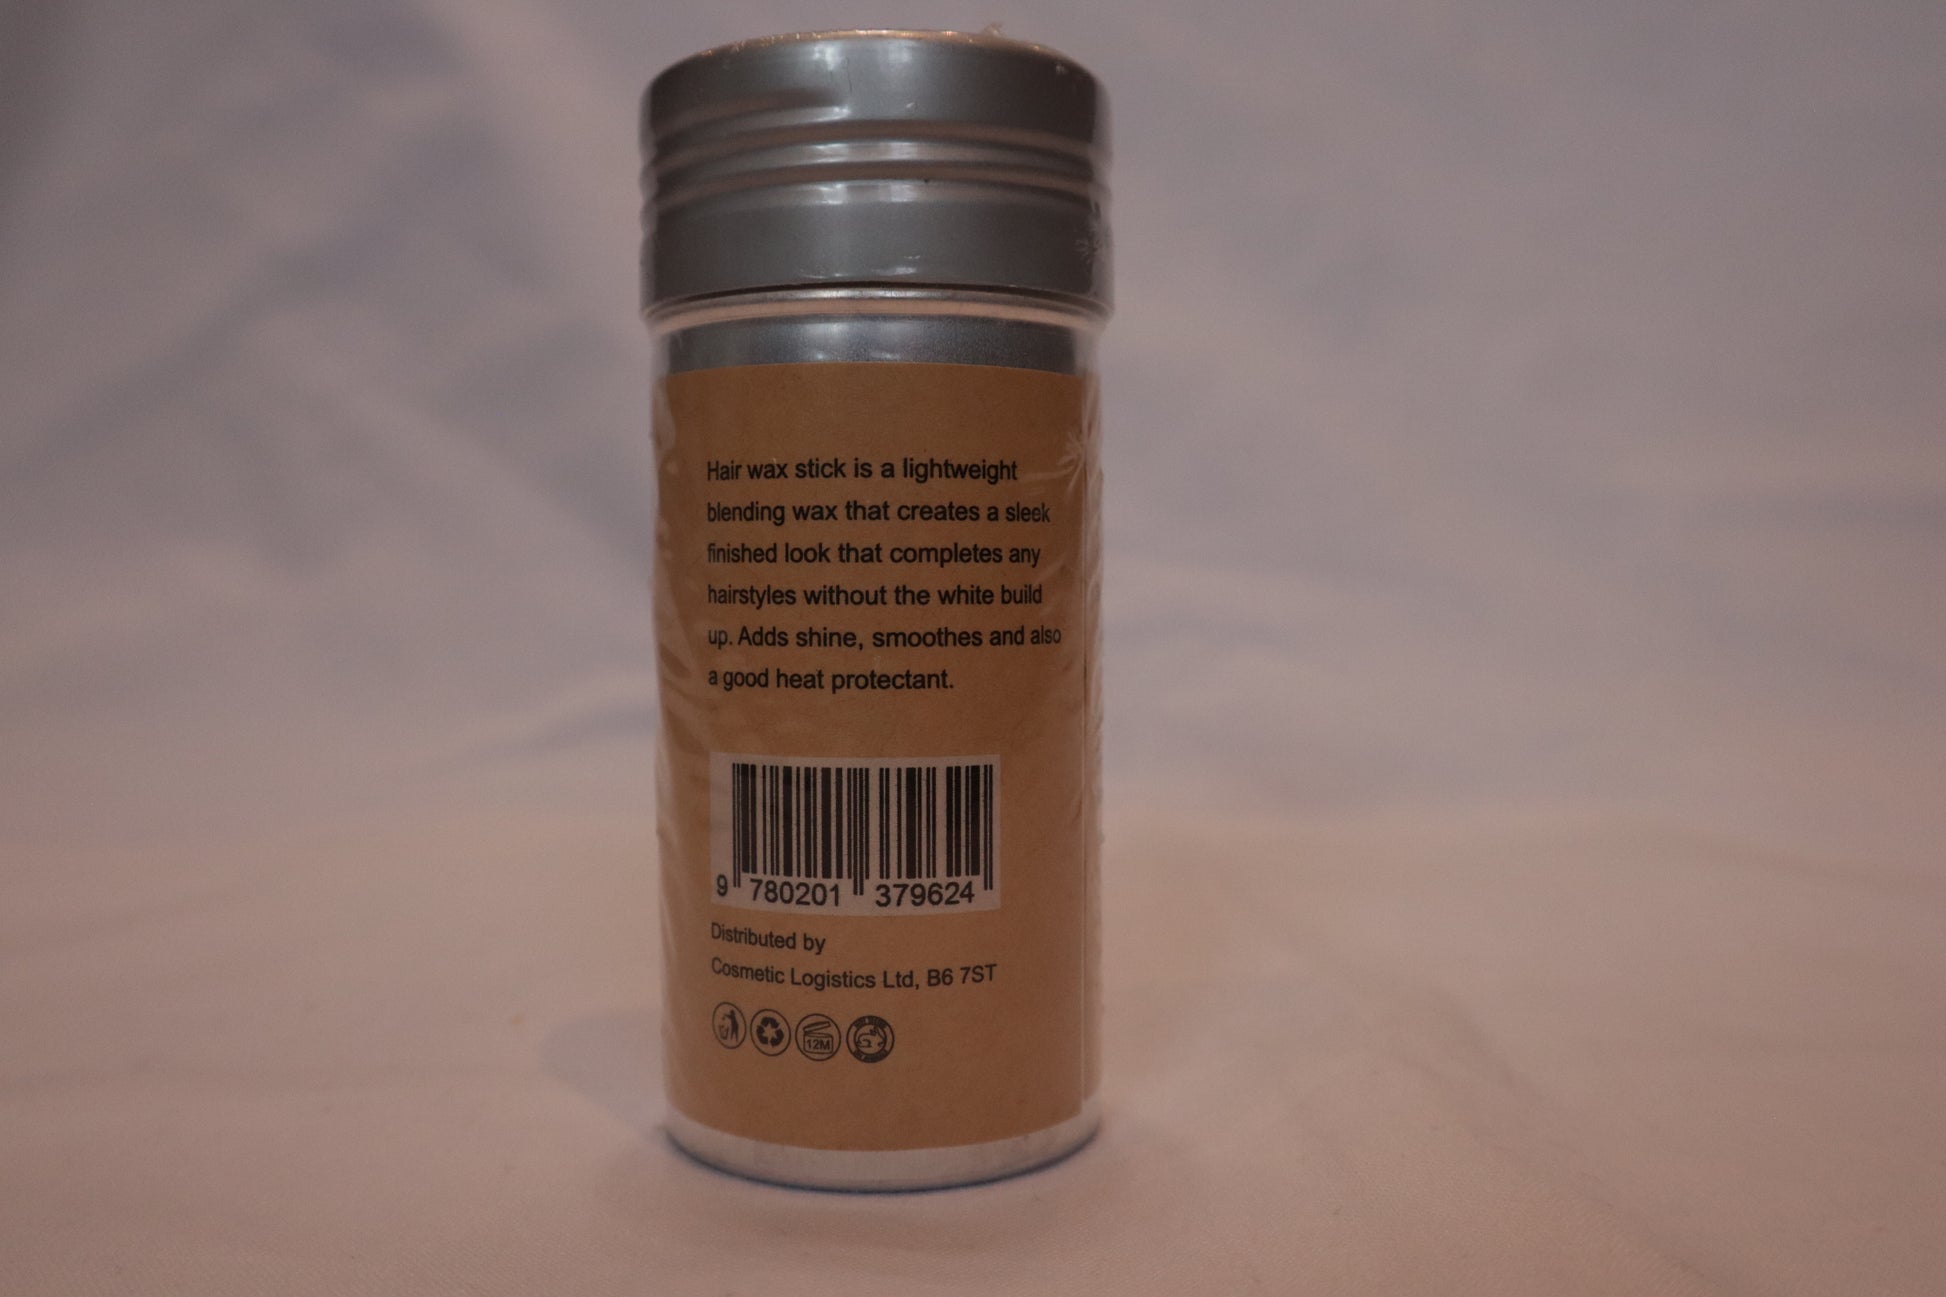 Hair wax stick is a lightweight
blending wax that creates a sleek
finished look that completes any
hairstyles without the white build
up. Adds shine, smoothes and also
a good heat protectant.
9 780201 379624
Distributed by
Cosmetic Logistics Ltd, B6 7ST
12M